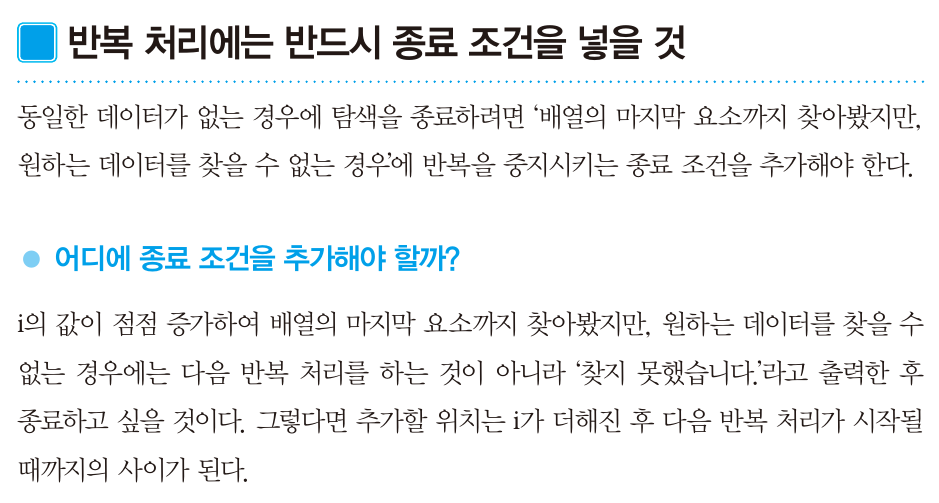 반복 처리에는 반드시 종료 조건을 넣을 것
동일한 데이터가 없는 경우에 탐색을 종료하려면 ‘배열의 마지막 요소까지 찾아봤지만,
원하는 데이터를 찾을 수 없는 경우’에 반복을 중지시키는 종료 조건을 추가해야 한다.
● 어디에 종료 조건을 추가해야 할까?
i의 값이 점점 증가하여 배열의 마지막 요소까지 찾아봤지만, 원하는 데이터를 찾을 수
없는 경우에는 다음 반복 처리를 하는 것이 아니라 ‘찾지 못했습니다.’라고 출력한 후
종료하고 싶을 것이다. 그렇다면 추가할 위치는 i가 더해진 후 다음 반복 처리가 시작될
때까지의 사이가 된다.